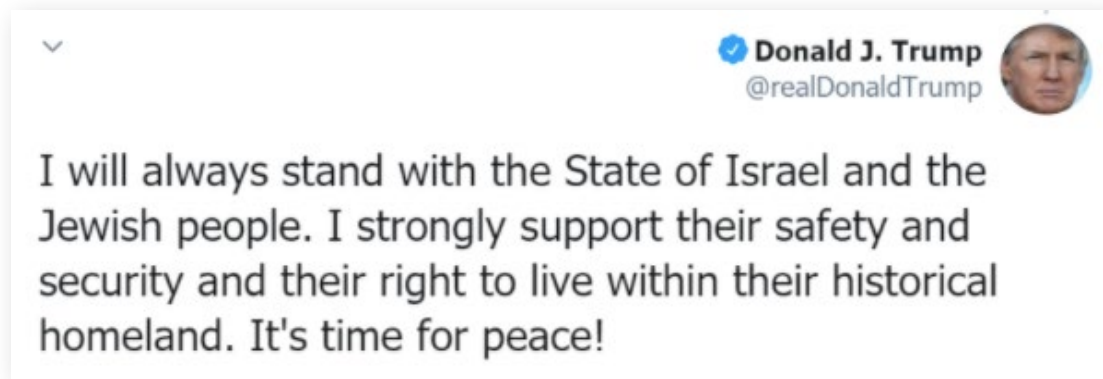 Donald J. Trump
@realDonaldTrump
I will always stand with the State of Israel and the
Jewish people. I strongly support their safety and
security and their right to live within their historical
homeland. It's time for peace!